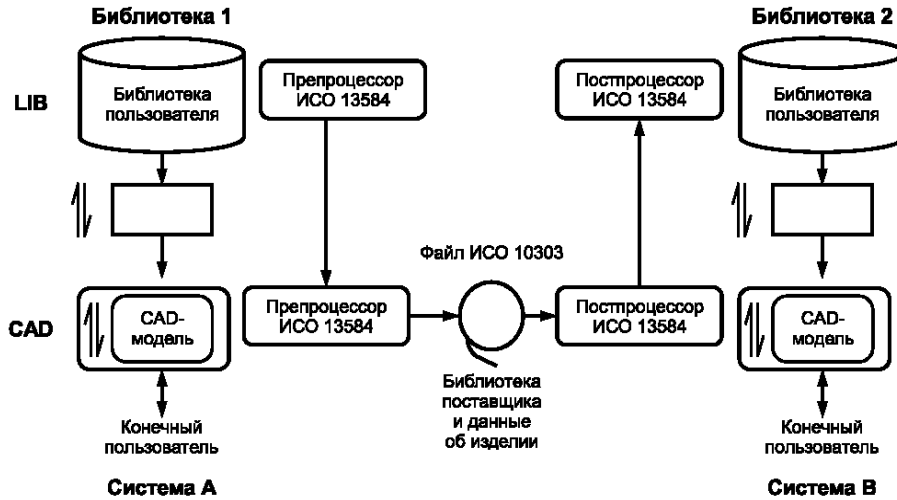 Библиотека 1
Библиотека 2
LIB
Библиотека
пользователя
Препроцессор
ИСО 13584
Постпроцессор
ИСО 13584
Библиотека
пользователя
Файл ИСО 10303
CAD
CAD-
модель
Препроцессор
ИСО 13584
Постпроцессор
ИСО 13584
CAD-
модель
Библиотека
поставщика
и данные
об изделии
Конечный
пользователь
Конечный
пользователь
Система А
Система В